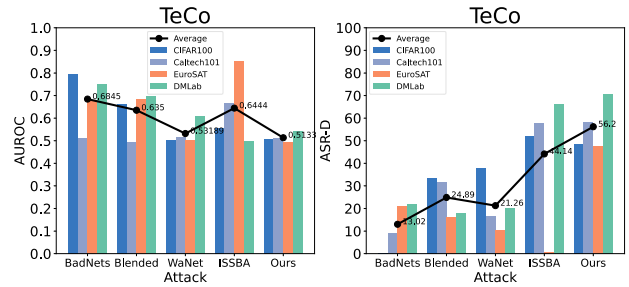 TeCo
AUROC
1.0
0.9
0.8
0.7
0.6
0.5
0.4
0.3
0.2
0.1
0.0
Average
CIFAR100
Caltech101
EuroSAT
DMLab
0.6845
0.635
0.53189
0.6444
0.5133
BadNets Blended WaNet ISSBA Ours
Attack
TeCo
ASR-D
100
90
80
70
60
50
40
30
20
10
0
Average
CIFAR100
Caltech101
EuroSAT
DMLab
13.02
24.89
21.26
44.14
56.2
BadNets Blended WaNet ISSBA Ours
Attack